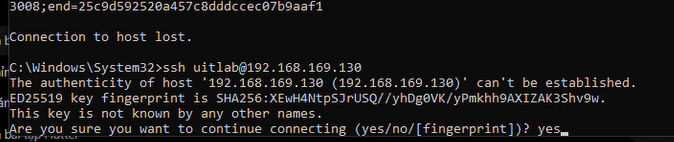 3008;end=25c9d592520a457c8dddccec07b9aaf1
Connection to host lost.
C:\Windows\System32>ssh uitlab@192.168.169.130
The authenticity of host '192.168.169.130 (192.168.169.130)' can't be established.
ED25519 key fingerprint is SHA256:XEwH4NtpSJrUSQ//yhDg0VK/yPmkhh9AXIZAK3Shv9w.
This key is not known by any other names.
Are you sure you want to continue connecting (yes/no/[fingerprint])? yes